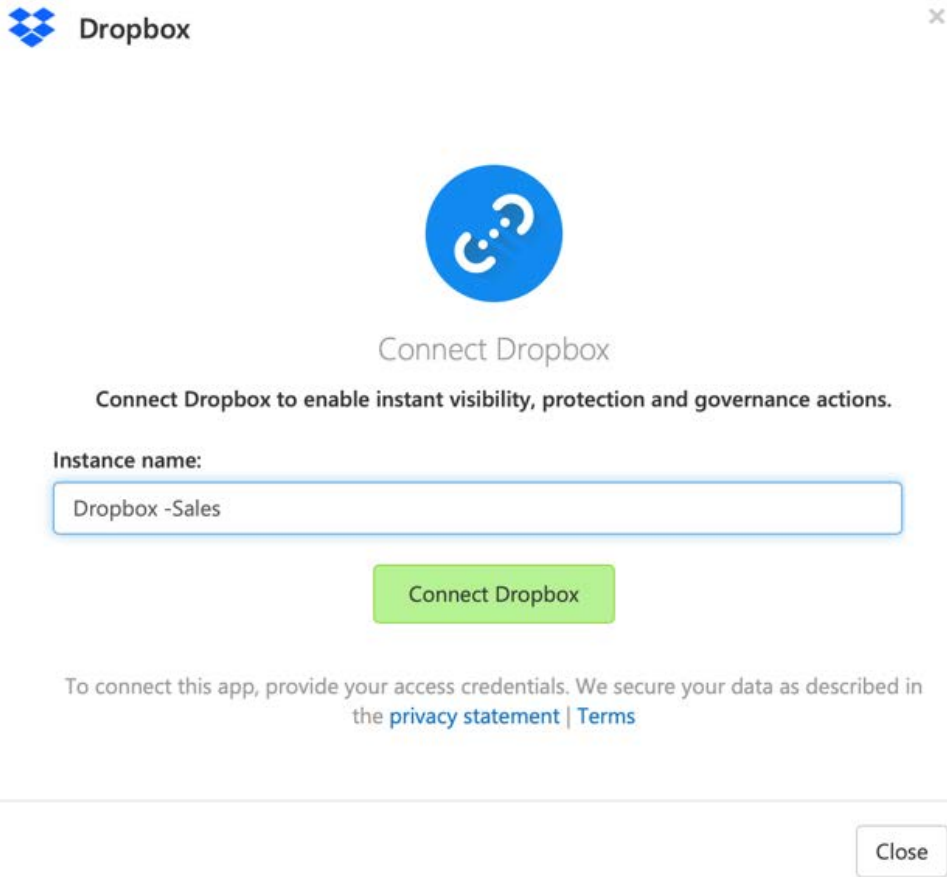 Dropbox
×
Connect Dropbox
Connect Dropbox to enable instant visibility, protection and governance actions.
Instance name:
Dropbox -Sales
Connect Dropbox
To connect this app, provide your access credentials. We secure your data as described in
the privacy statement | Terms
Close